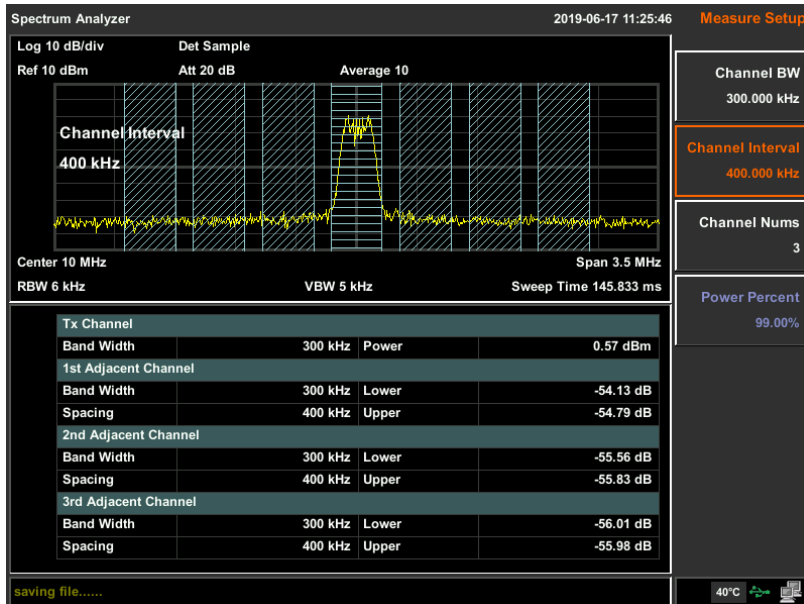 Spectrum Analyzer 2019-06-17 11:25:46 Measure Setup
Log 10 dB/div Det Sample
Ref 10 dBm Att 20 dB Average 10
Channel Interval
400 kHz
Center 10 MHz Span 3.5 MHz
RBW 6 kHz VBW 5 kHz Sweep Time 145.833 ms
Tx Channel
Band Width 300 kHz Power 0.57 dBm
1st Adjacent Channel
Band Width 300 kHz Lower -54.13 dB
Spacing 400 kHz Upper -54.79 dB
2nd Adjacent Channel
Band Width 300 kHz Lower -55.56 dB
Spacing 400 kHz Upper -55.83 dB
3rd Adjacent Channel
Band Width 300 kHz Lower -56.01 dB
Spacing 400 kHz Upper -55.98 dB
Channel BW
300.000 kHz
Channel Interval
400.000 kHz
Channel Nums
3
Power Percent
99.00%
saving file...... 40°C